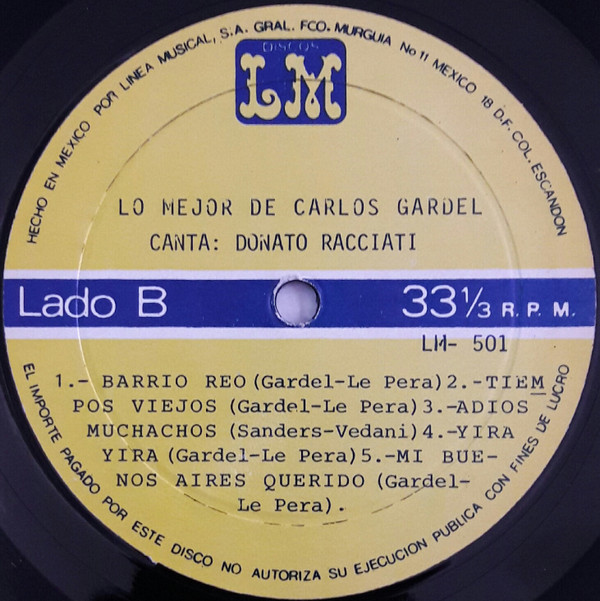 HECHO EN MEXICO POR LINEA MUSICAL, S.A. GRAL. FCO. MURGUIA No 11 MEXICO 18 D.F. COL. ESCANDON
DISCOS
LM
LO MEJOR DE CARLOS GARDEL
CANTA: DONATO RACCIATI
Lado B 33 1/3 R. P. M.
LM- 501
1.- BARRIO REO (Gardel-Le Pera) 2.-TIEM
POS VIEJOS (Gardel-Le Pera) 3.-ADIOS
MUCHACHOS (Sanders-Vedani) 4.-YIRA
YIRA (Gardel-Le Pera) 5.-MI BUE-
NOS AIRES QUERIDO (Gardel-
Le Pera).
EL IMPORTE PAGADO POR ESTE DISCO NO AUTORIZA SU EJECUCION PUBLICA CON FINES DE LUCRO